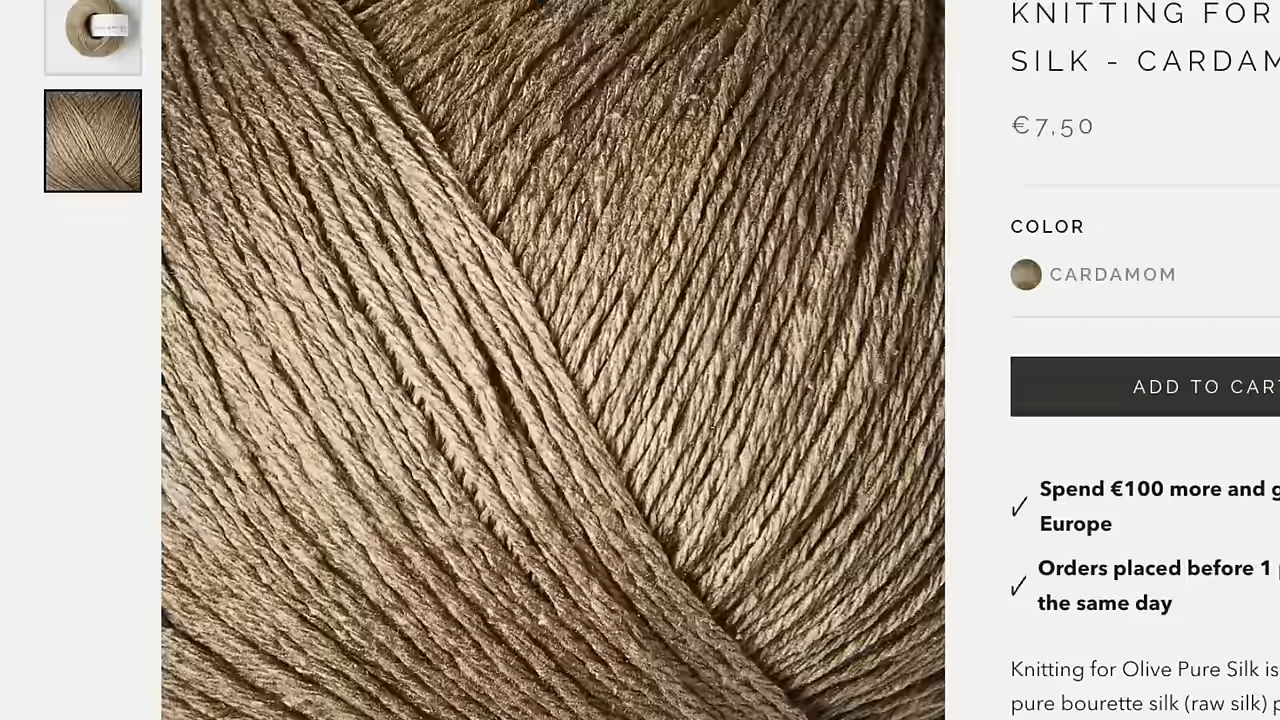 KNITTING FOR
SILK - CARDAM
€7,50
COLOR
CARDAMOM
ADD TO CAR
Spend €100 more and g
Europe
Orders placed before 1
the same day
Knitting for Olive Pure Silk is
pure bourette silk (raw silk) p